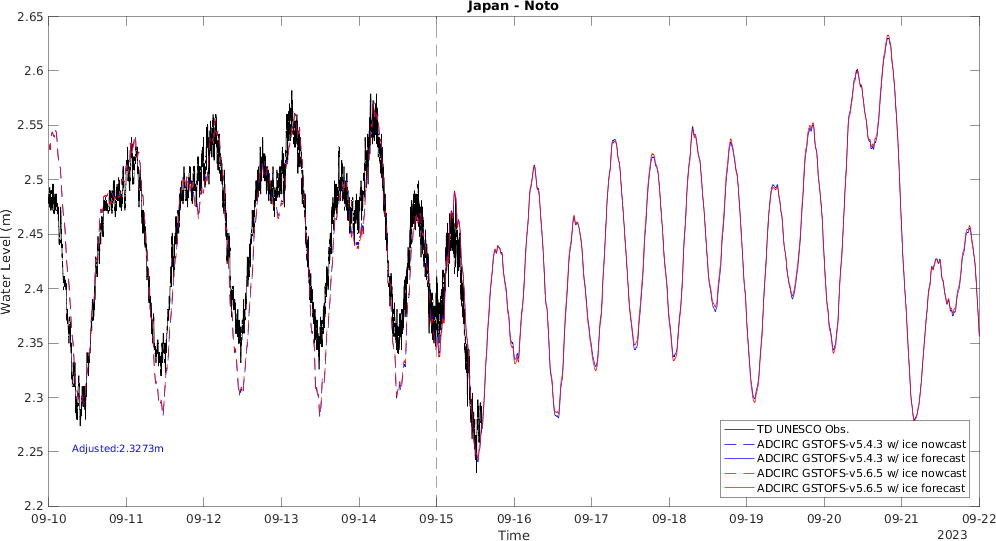 Japan - Noto
Water Level (m)
2.65
2.6
2.55
2.5
2.45
2.4
2.35
2.3
2.25
2.2
Adjusted:2.3273m
TD UNESCO Obs.
ADCIRC GSTOFS-v5.4.3 w/ ice nowcast
ADCIRC GSTOFS-v5.4.3 w/ ice forecast
ADCIRC GSTOFS-v5.6.5 w/ ice nowcast
ADCIRC GSTOFS-v5.6.5 w/ ice forecast
09-10 09-11 09-12 09-13 09-14 09-15 09-16 09-17 09-18 09-19 09-20 09-21 09-22
Time
2023